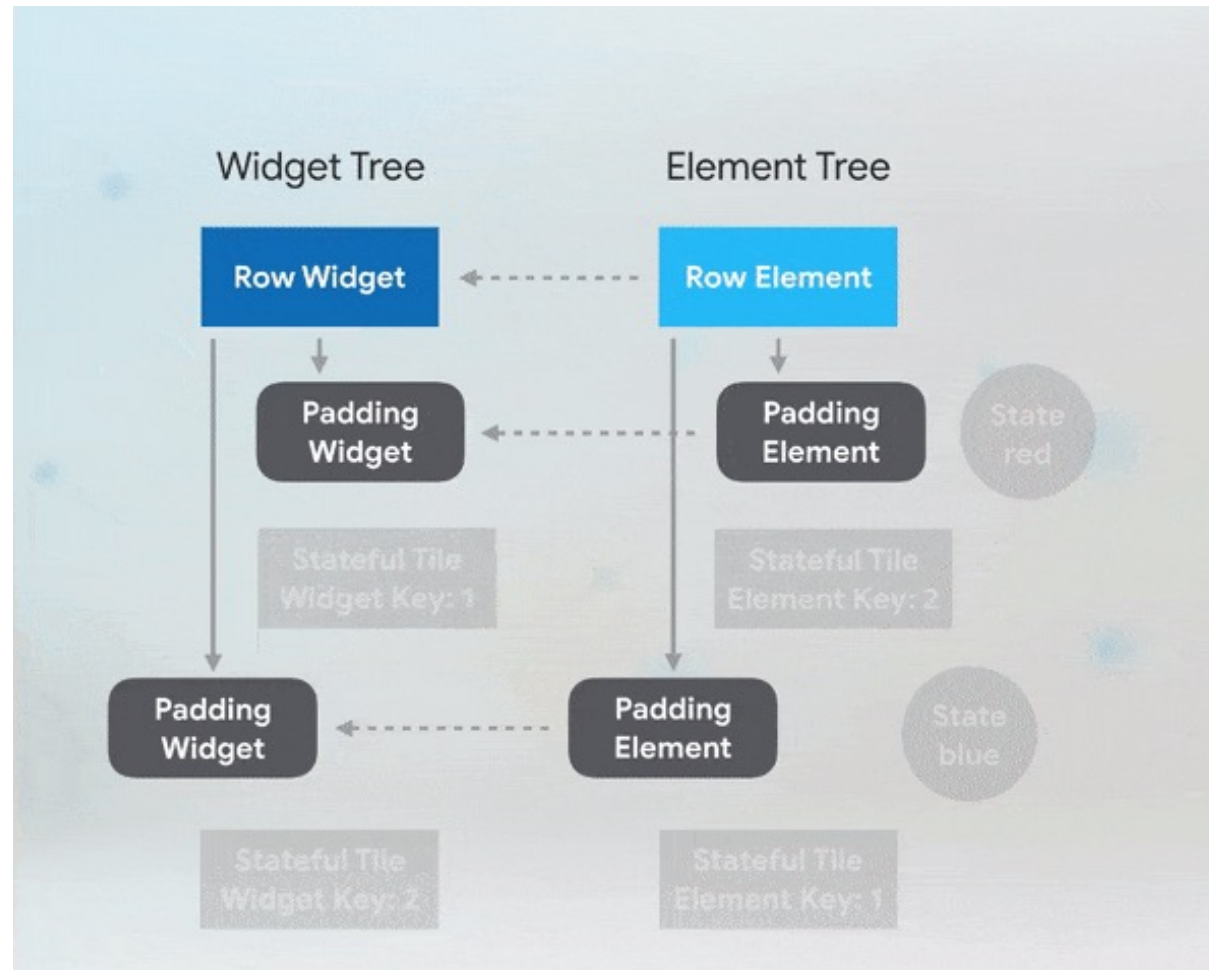 Widget Tree
Element Tree
Row Widget
Row Element
Padding
Widget
Padding
Element
State
red
Stateful Tile
Widget Key: 1
Stateful Tile
Element Key: 2
Padding
Widget
Padding
Element
State
blue
Stateful Tile
Widget Key: 2
Stateful Tile
Element Key: 1